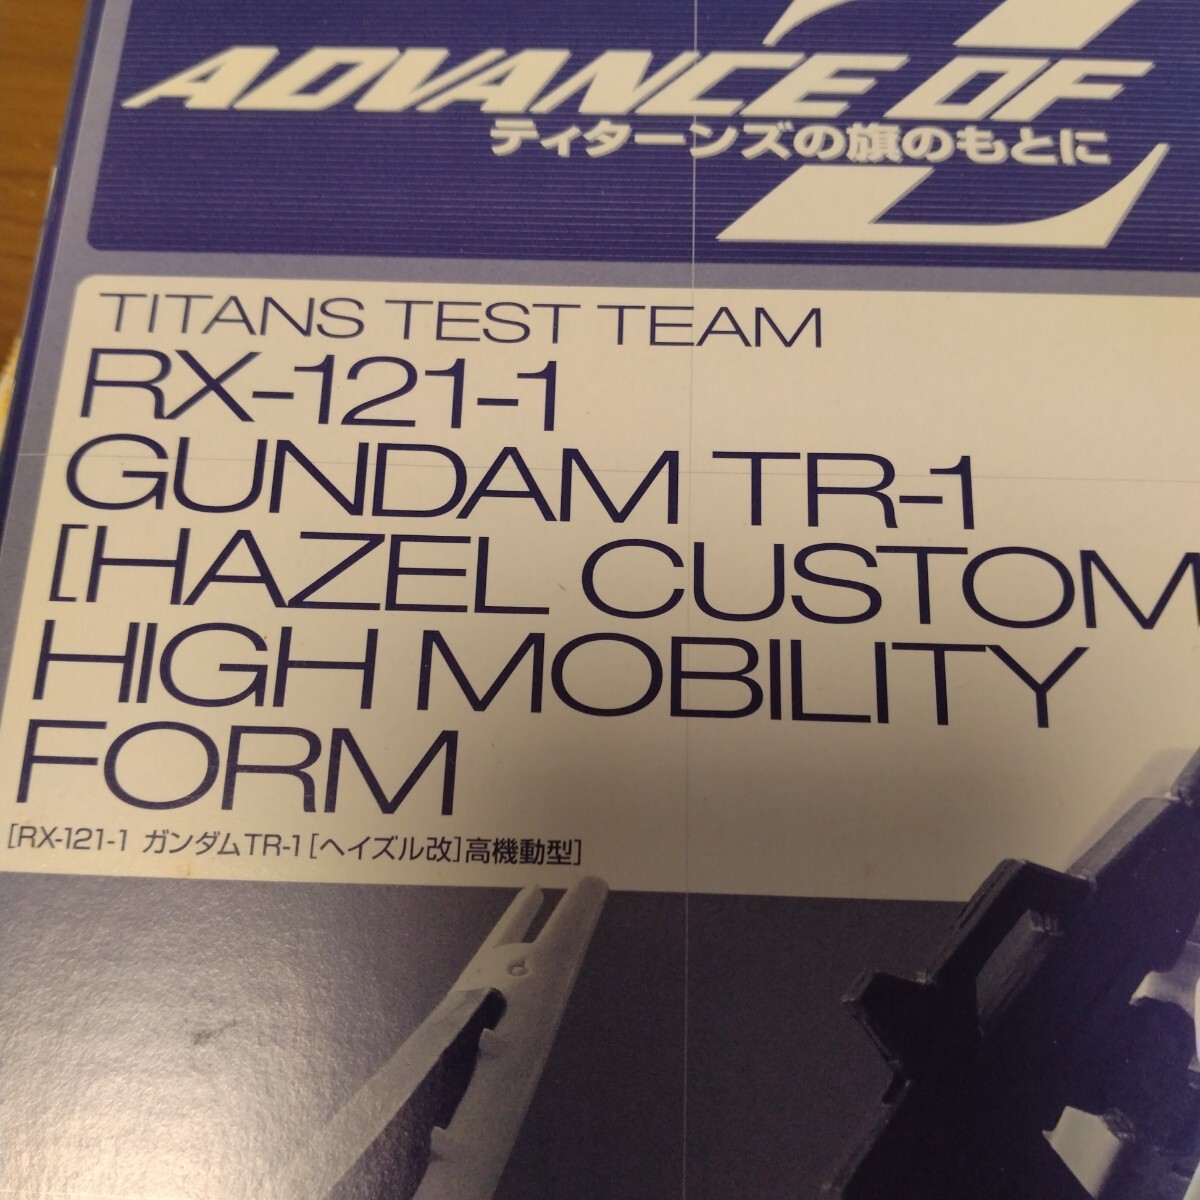 ADVANCE OF Z
ティターンズの旗のもとに
TITANS TEST TEAM
RX-121-1
GUNDAM TR-1
[HAZEL CUSTOM
HIGH MOBILITY
FORM
[RX-121-1 ガンダムTR-1[ヘイズル改]高機動型]